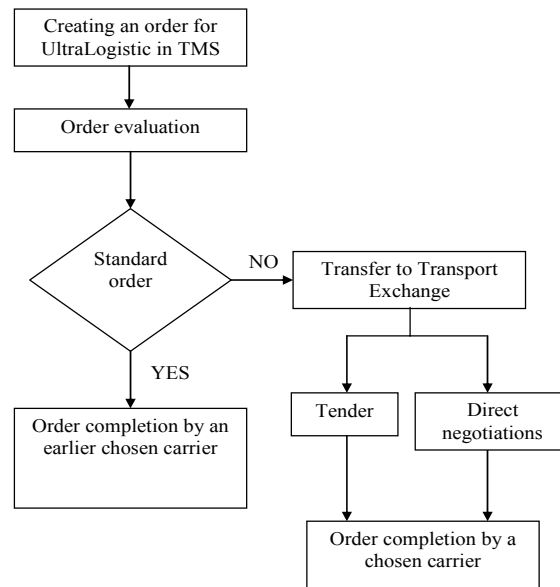 Creating an order for
UltraLogistic in TMS
Order evaluation
Standard
order
NO
Transfer to Transport
Exchange
YES
Order completion by an
earlier chosen carrier
Tender
Direct
negotiations
Order completion by a
chosen carrier